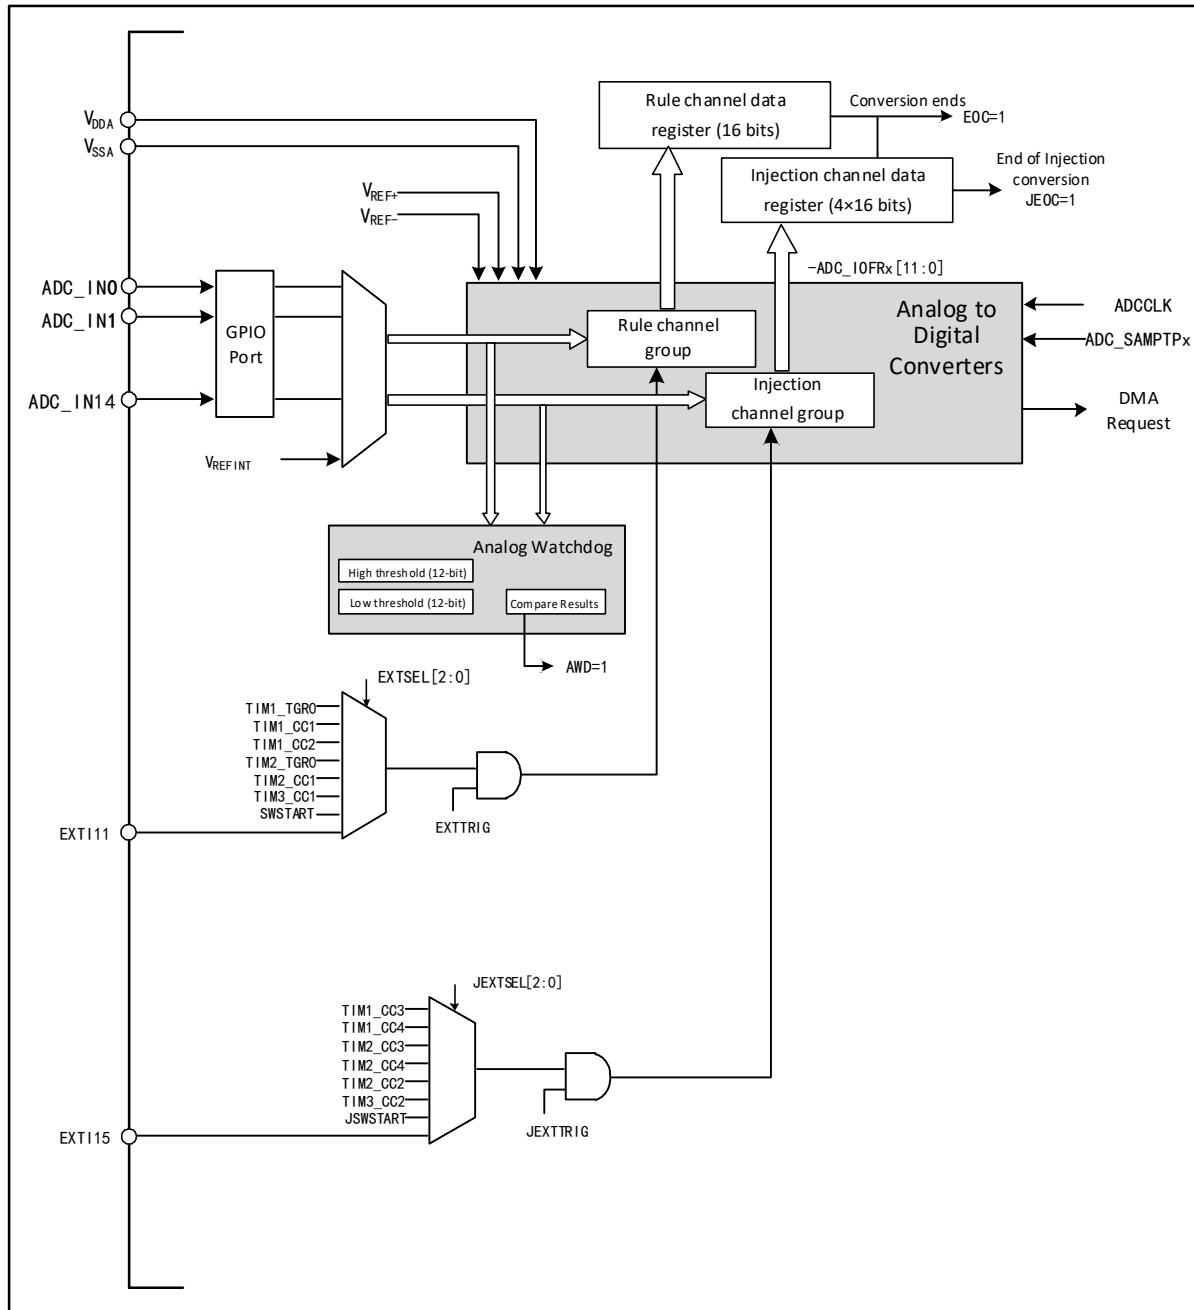 Rule channel data
register (16 bits)
Conversion ends
EOC=1
Injection channel data
register (4×16 bits)
End of Injection
conversion
JEOC=1
VDDA
VSSA
VREF+
VREF-
-ADC_IOFRx[11:0]
ADC_IN0
ADC_IN1
ADC_IN14
GPIO
Port
VREFINT
Rule channel
group
Injection
channel group
Analog to
Digital
Converters
ADCCLK
ADC_SAMPTPx
DMA
Request
Analog Watchdog
High threshold (12-bit)
Low threshold (12-bit)
Compare Results
AWD=1
EXTSEL[2:0]
TIM1_TGRO
TIM1_CC1
TIM1_CC2
TIM2_TGRO
TIM2_CC1
TIM3_CC1
SWSTART
EXTI11
EXTTRIG
JEXTSEL[2:0]
TIM1_CC3
TIM1_CC4
TIM2_CC3
TIM2_CC4
TIM2_CC2
TIM3_CC2
JSWSTART
EXTI15
JEXTTRIG